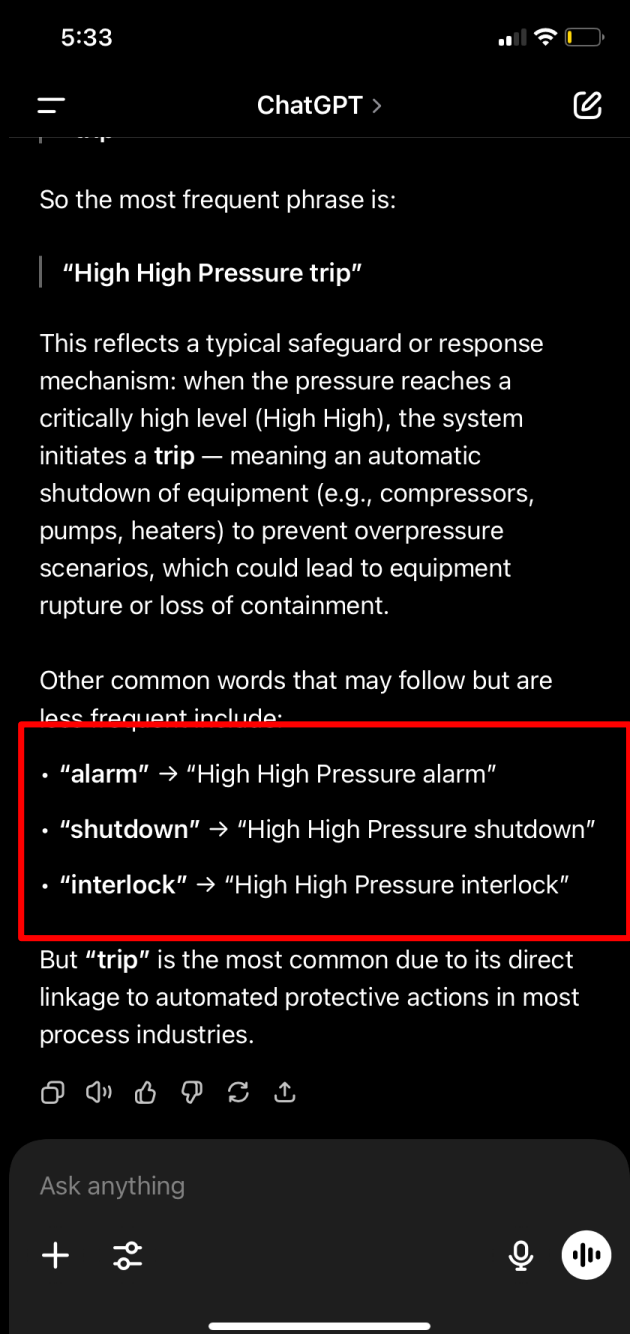 5:33
ChatGPT >
So the most frequent phrase is:
“High High Pressure trip”
This reflects a typical safeguard or response
mechanism: when the pressure reaches a
critically high level (High High), the system
initiates a trip — meaning an automatic
shutdown of equipment (e.g., compressors,
pumps, heaters) to prevent overpressure
scenarios, which could lead to equipment
rupture or loss of containment.
Other common words that may follow but are
less frequent include:
• “alarm” → “High High Pressure alarm”
• “shutdown” → “High High Pressure shutdown”
• “interlock” → “High High Pressure interlock”
But “trip” is the most common due to its direct
linkage to automated protective actions in most
process industries.
Ask anything